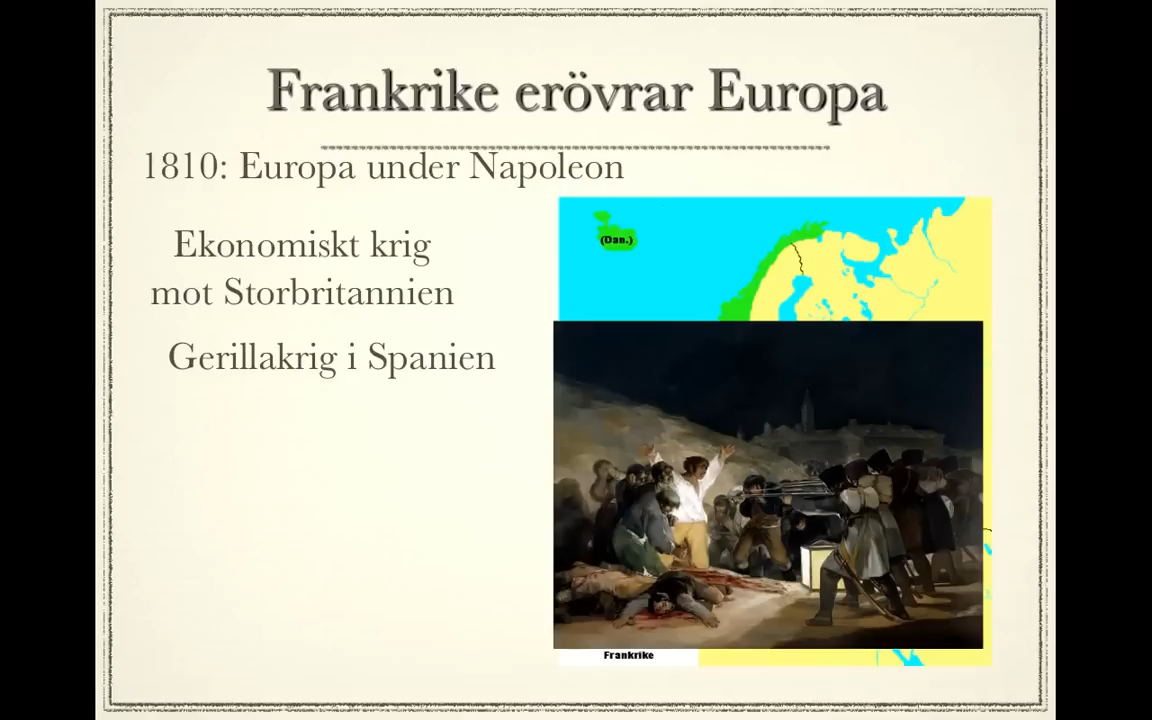 Frankrike erövrar Europa
1810: Europa under Napoleon
Ekonomiskt krig
mot Storbritannien
Gerillakrig i Spanien
(Dan.)
Frankrike